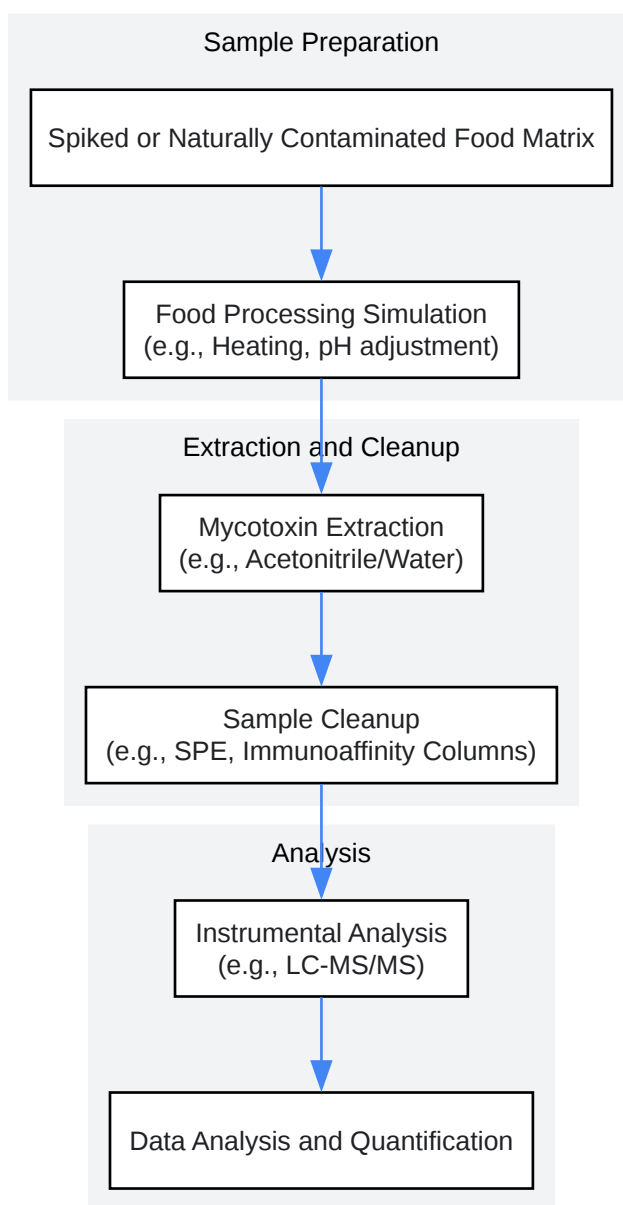 Sample Preparation
Spiked or Naturally Contaminated Food Matrix
Food Processing Simulation
(e.g., Heating, pH adjustment)
Extraction and Cleanup
Mycotoxin Extraction
(e.g., Acetonitrile/Water)
Sample Cleanup
(e.g., SPE, Immunoaffinity Columns)
Analysis
Instrumental Analysis
(e.g., LC-MS/MS)
Data Analysis and Quantification